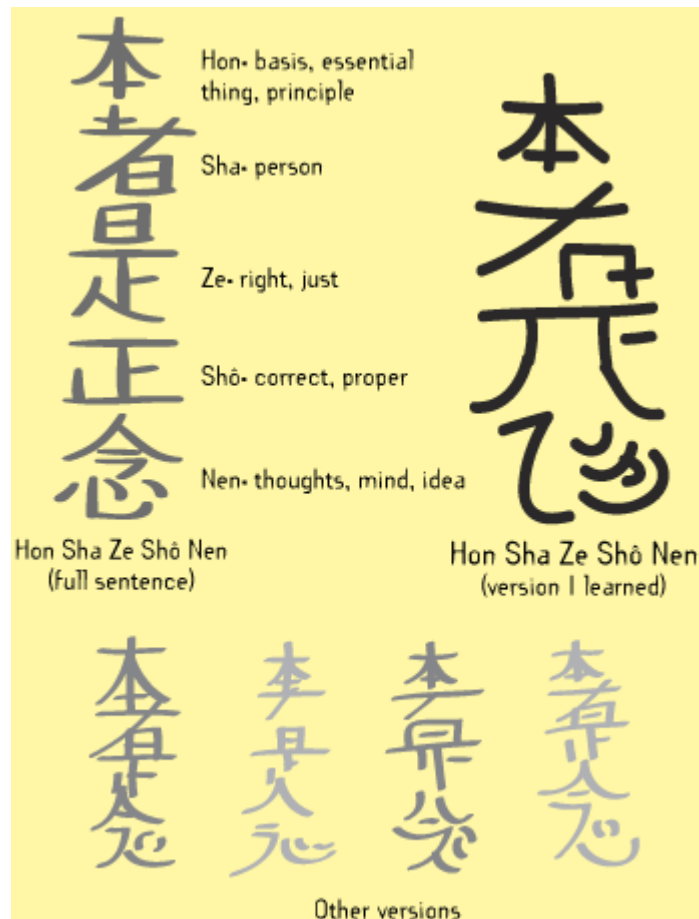 本
者
是
正
念
Hon- basis, essential
thing, principle
Sha- person
Ze- right, just
Shô- correct, proper
Nen- thoughts, mind, idea
Hon Sha Ze Shô Nen
(full sentence)
Hon Sha Ze Shô Nen
(version I learned)
Other versions